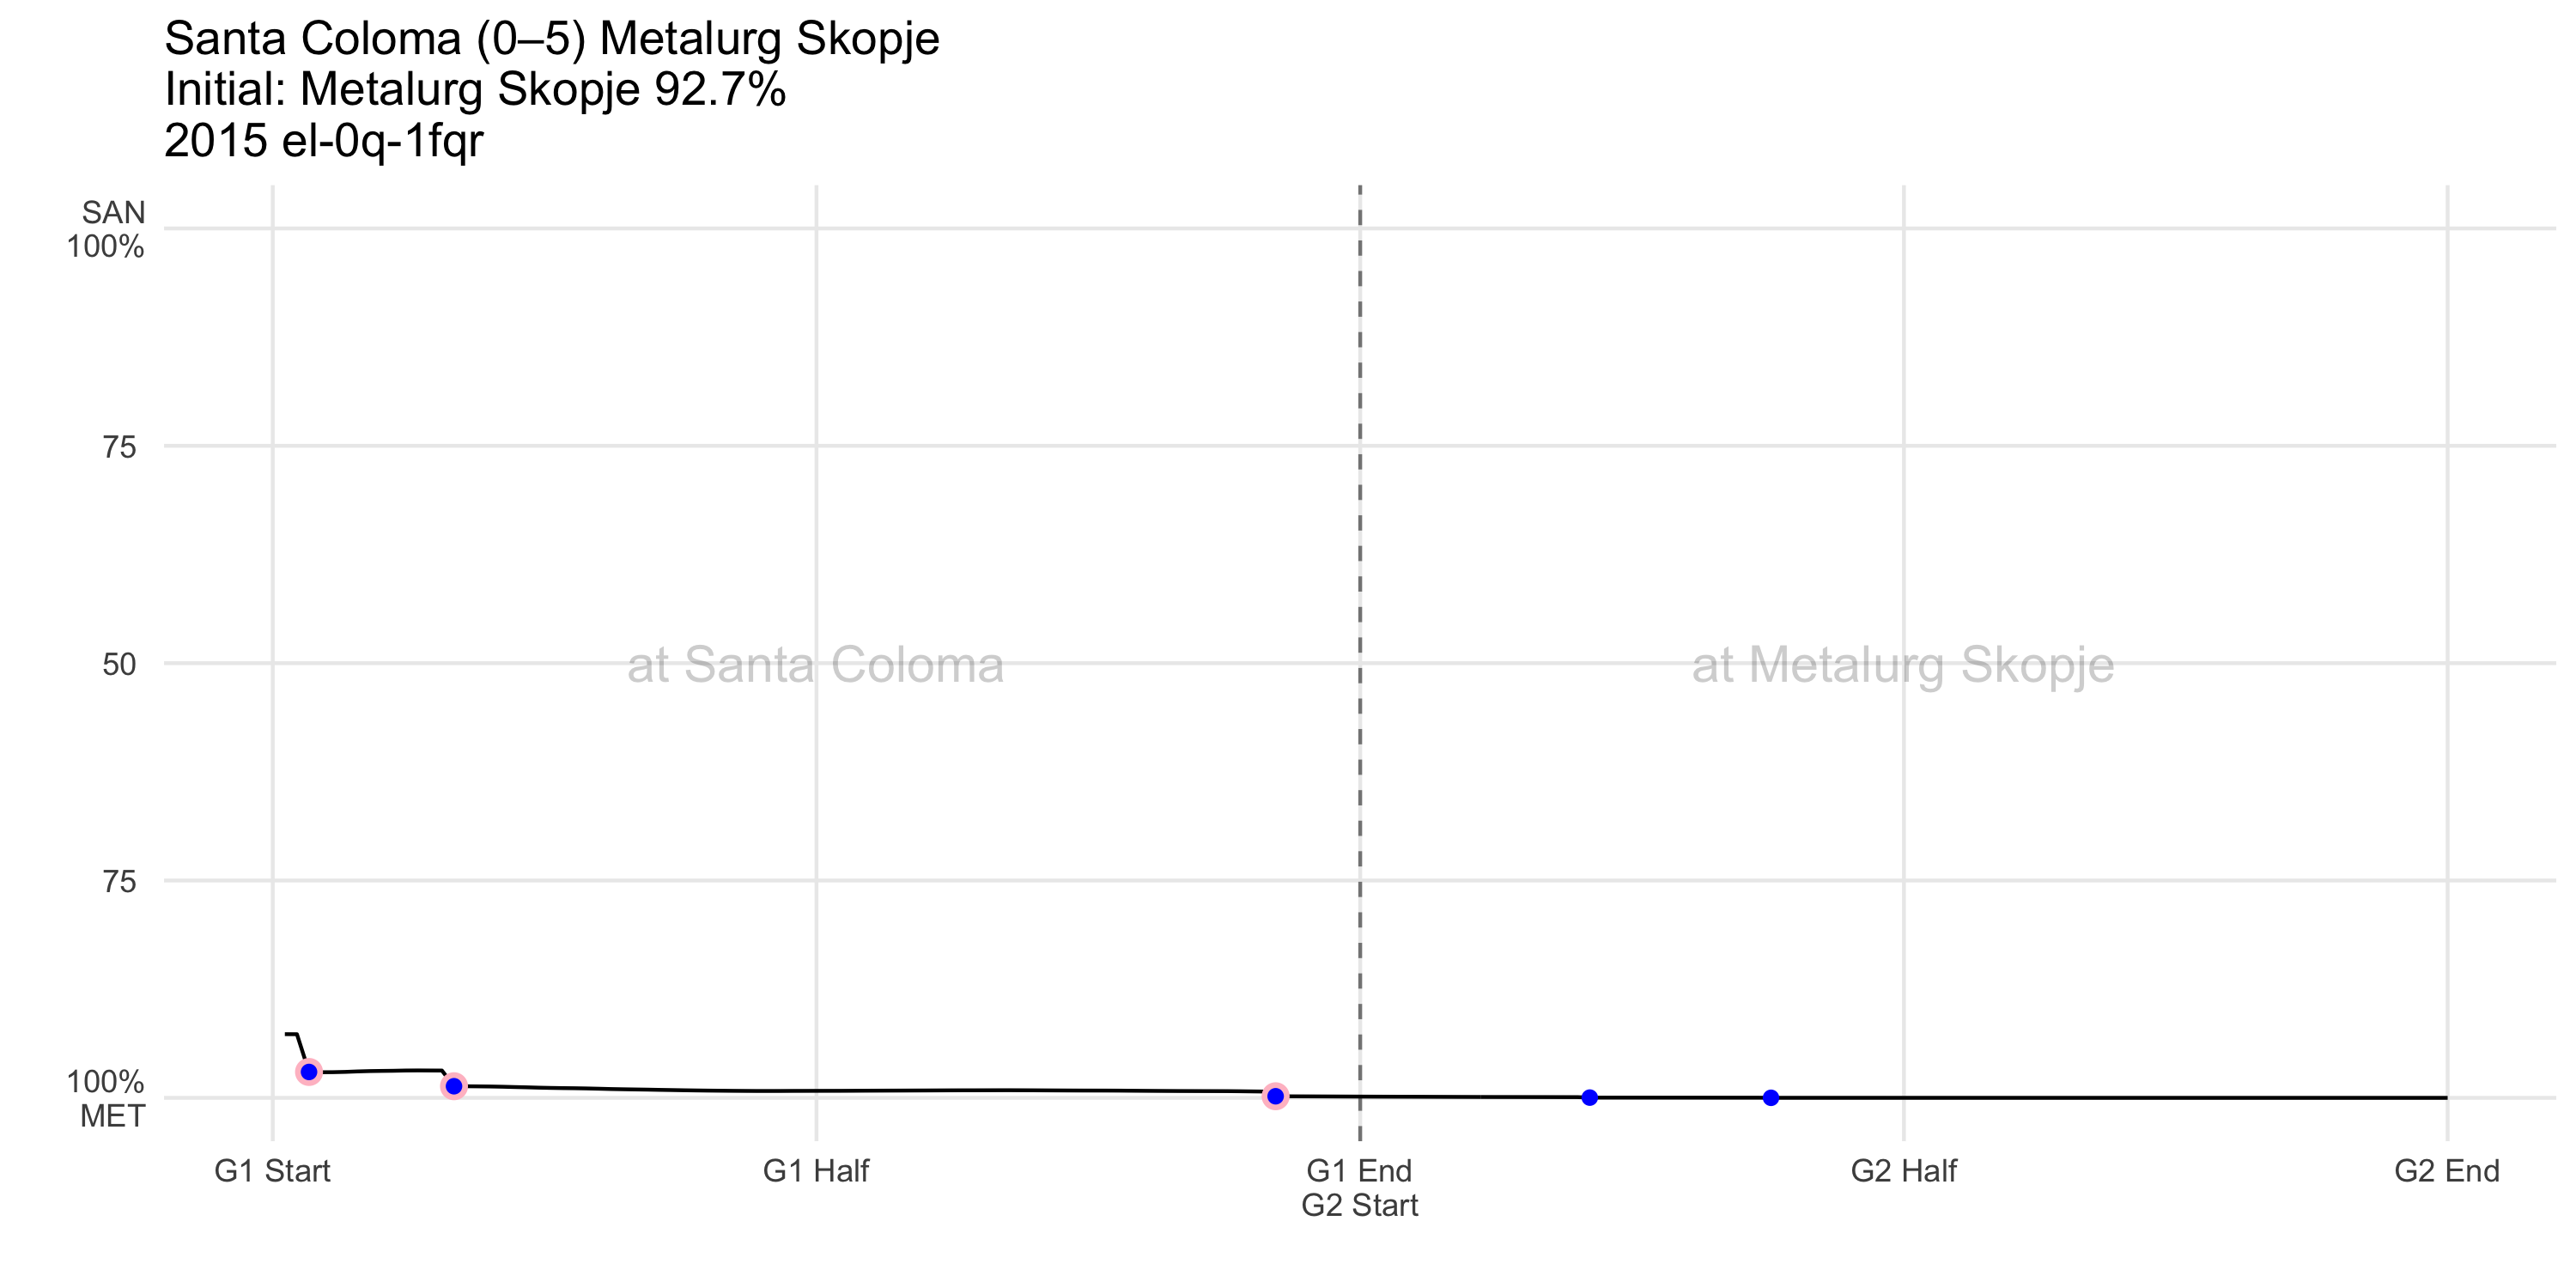 Santa Coloma (0–5) Metalurg Skopje
Initial: Metalurg Skopje 92.7%
2015 el-0q-1fqr
SAN
100%
75
50
75
100%
MET
at Santa Coloma
at Metalurg Skopje
G1 Start
G1 Half
G1 End
G2 Start
G2 Half
G2 End